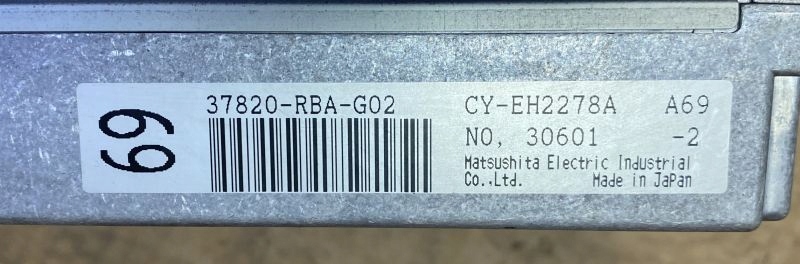 69
37820-RBA-G02
CY-EH2278A A69
NO, 30601 -2
Matsushita Electric Industrial
Co.,Ltd. Made in JaPan